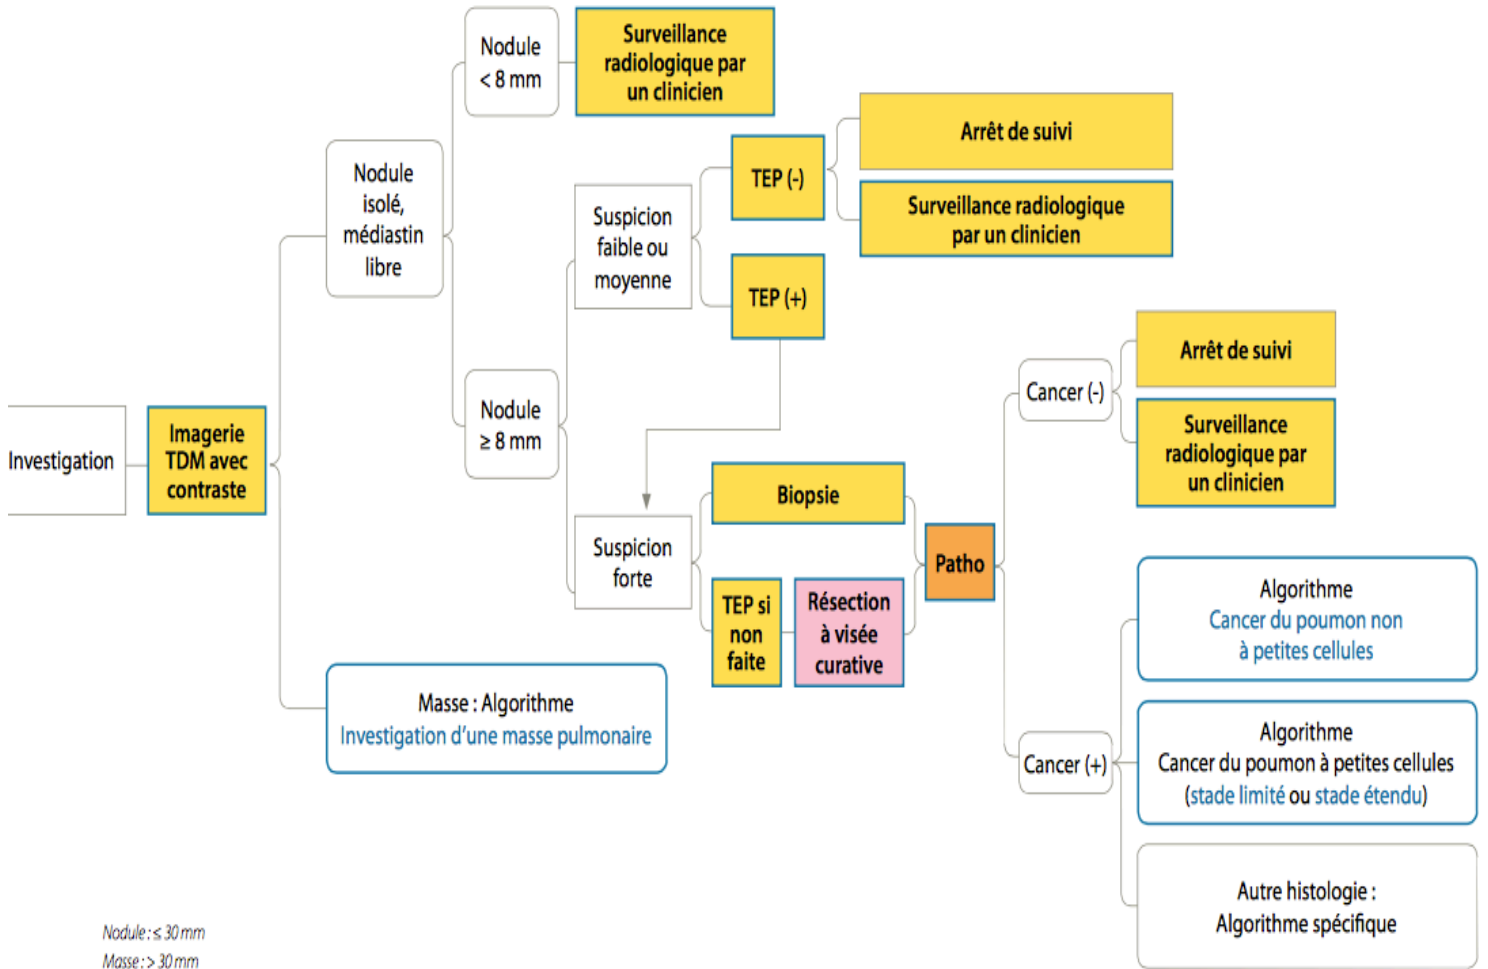 Investigation
Imagerie
TDM avec
contraste
Nodule
isolé,
médiastin
libre
Nodule
< 8 mm
Surveillance
radiologique par
un clinicien
Nodule
≥ 8 mm
Suspicion
faible ou
moyenne
TEP (-)
Arrêt de suivi
Surveillance radiologique
par un clinicien
TEP (+)
Suspicion
forte
Biopsie
TEP si
non
faite
Résection
à visée
curative
Patho
Cancer (-)
Arrêt de suivi
Surveillance
radiologique par
un clinicien
Cancer (+)
Algorithme
Cancer du poumon non
à petites cellules
Algorithme
Cancer du poumon à petites cellules
(stade limité ou stade étendu)
Autre histologie :
Algorithme spécifique
Masse : Algorithme
Investigation d’une masse pulmonaire
Nodule : ≤ 30 mm
Masse : > 30 mm